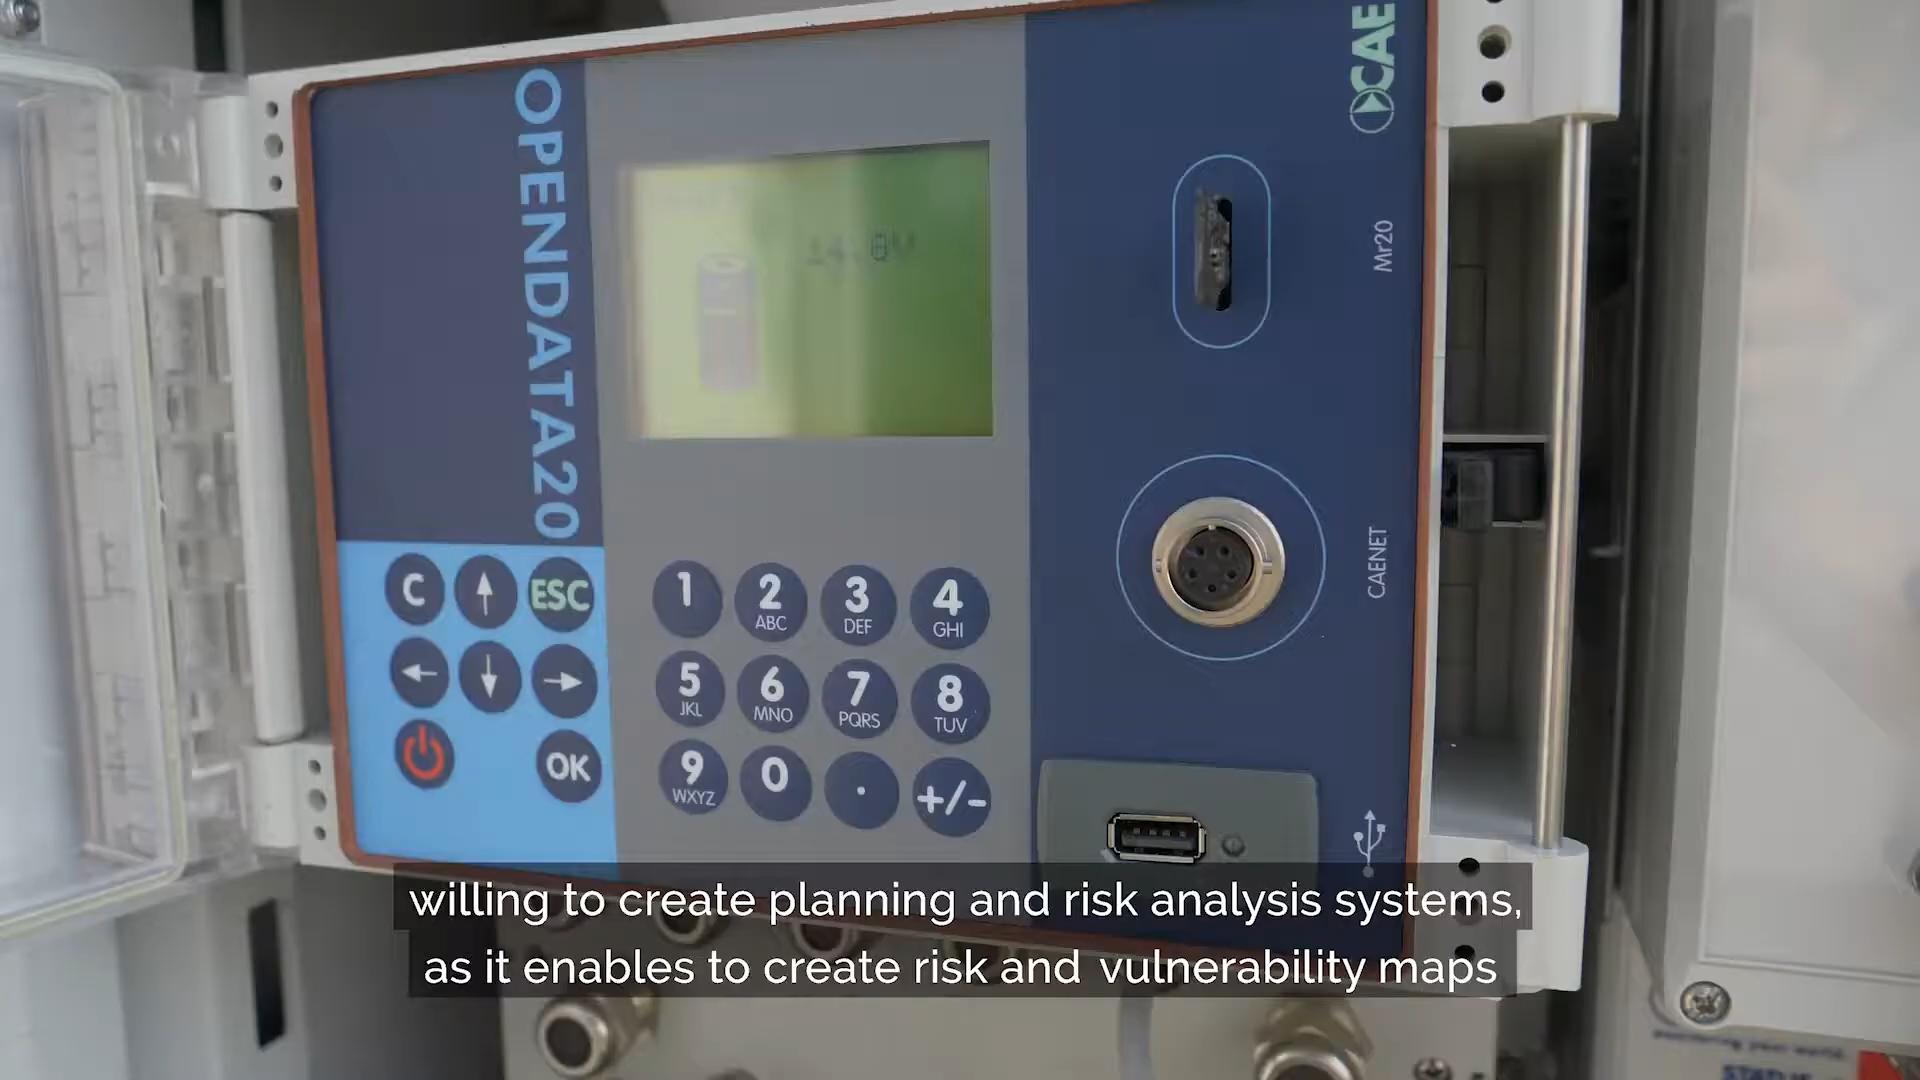 OPENDATA20
CAE
Mr20
CAENET
C
ESC
OK
1
2
ABC
3
DEF
4
GHI
5
JKL
6
MNO
7
PQRS
8
TUV
9
WXYZ
0
.
+/-
willing to create planning and risk analysis systems,
as it enables to create risk and vulnerability maps